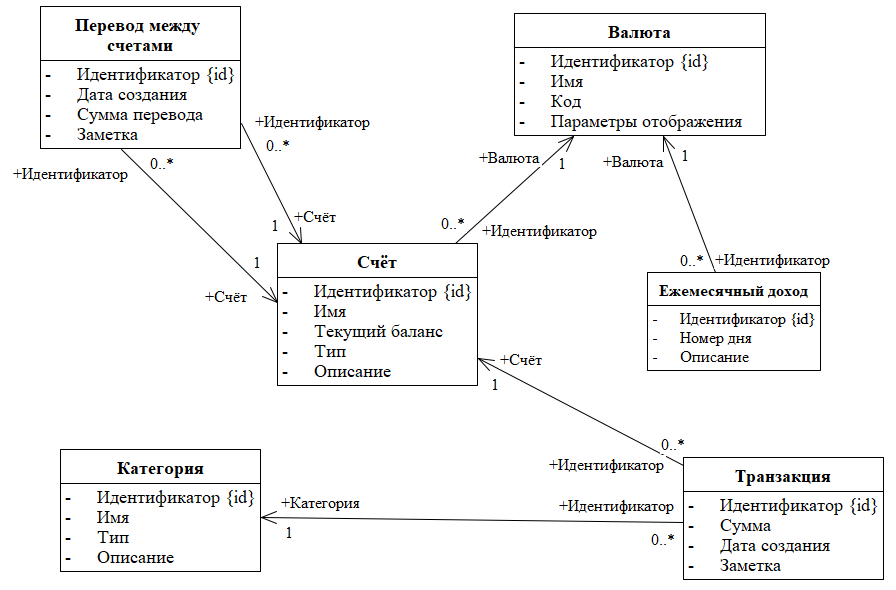 Перевод между
счетами
- Идентификатор {id}
- Дата создания
- Сумма перевода
- Заметка
Валюта
- Идентификатор {id}
- Имя
- Код
- Параметры отображения
+Идентификатор
0..*
0..*
+Идентификатор
+Валюта
1
+Валюта
1
1
+Счёт
0..*
+Идентификатор
1
+Счёт
0..*
+Идентификатор
Счёт
- Идентификатор {id}
- Имя
- Текущий баланс
- Тип
- Описание
Ежемесячный доход
- Идентификатор {id}
- Номер дня
- Описание
+Счёт
1
0..*
+Идентификатор
Категория
- Идентификатор {id}
- Имя
- Тип
- Описание
+Категория
1
+Идентификатор
0..*
Транзакция
- Идентификатор {id}
- Сумма
- Дата создания
- Заметка